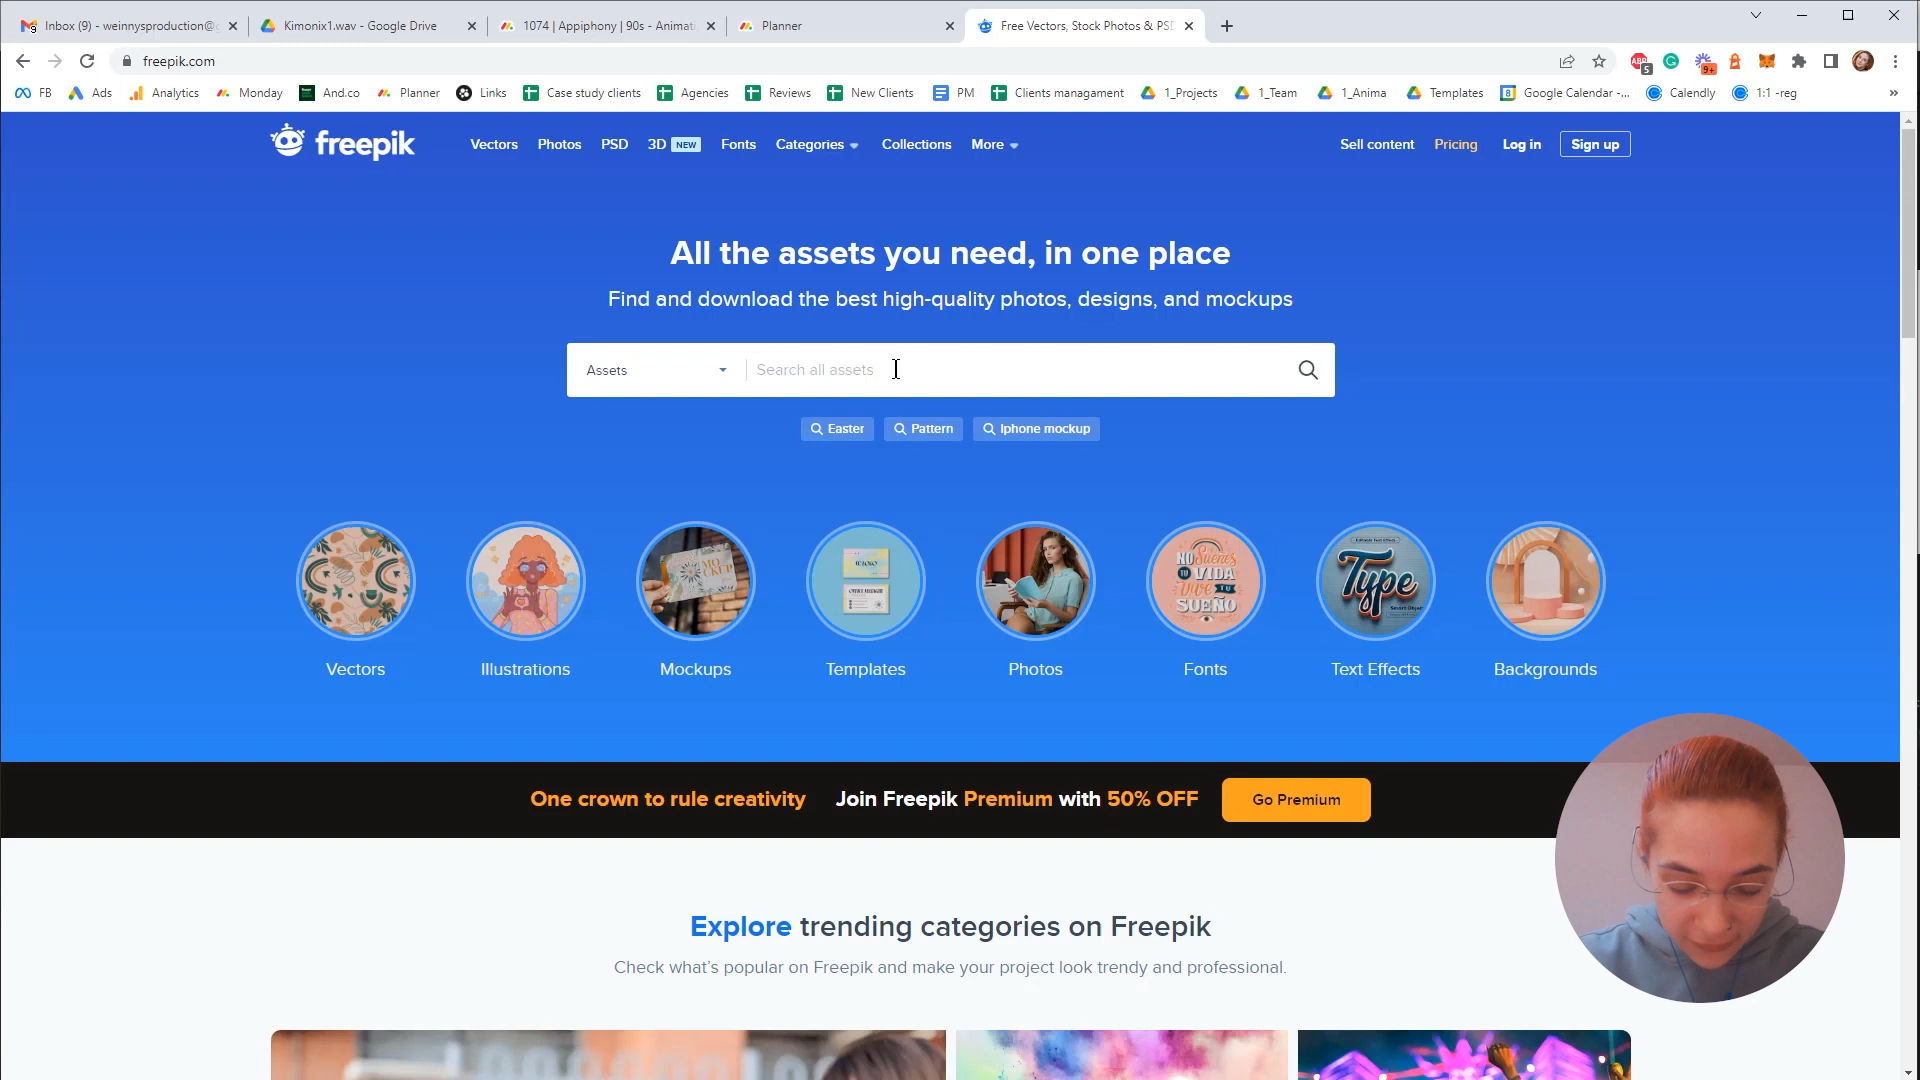 Inbox (9) - weinnysproduction@g
Kimonix1.wav - Google Drive
1074 | Appiphony | 90s - Animati
Planner
Free Vectors, Stock Photos & PSD
freepik.com
5
9+
FB
Ads
Analytics
Monday
And.co
Planner
Links
Case study clients
Agencies
Reviews
New Clients
PM
Clients managament
1_Projects
1_Team
1_Anima
Templates
Google Calendar -...
Calendly
1:1 -reg
freepik
Vectors
Photos
PSD
3D NEW
Fonts
Categories
Collections
More
Sell content
Pricing
Log in
Sign up
All the assets you need, in one place
Find and download the best high-quality photos, designs, and mockups
Assets
Search all assets
Easter
Pattern
Iphone mockup
NO Sueñes
TU VIDA
Vive TU
SUEÑO
Type
Vectors
Illustrations
Mockups
Templates
Photos
Fonts
Text Effects
Backgrounds
One crown to rule creativity
Join Freepik Premium with 50% OFF
Go Premium
Explore trending categories on Freepik
Check what's popular on Freepik and make your project look trendy and professional.